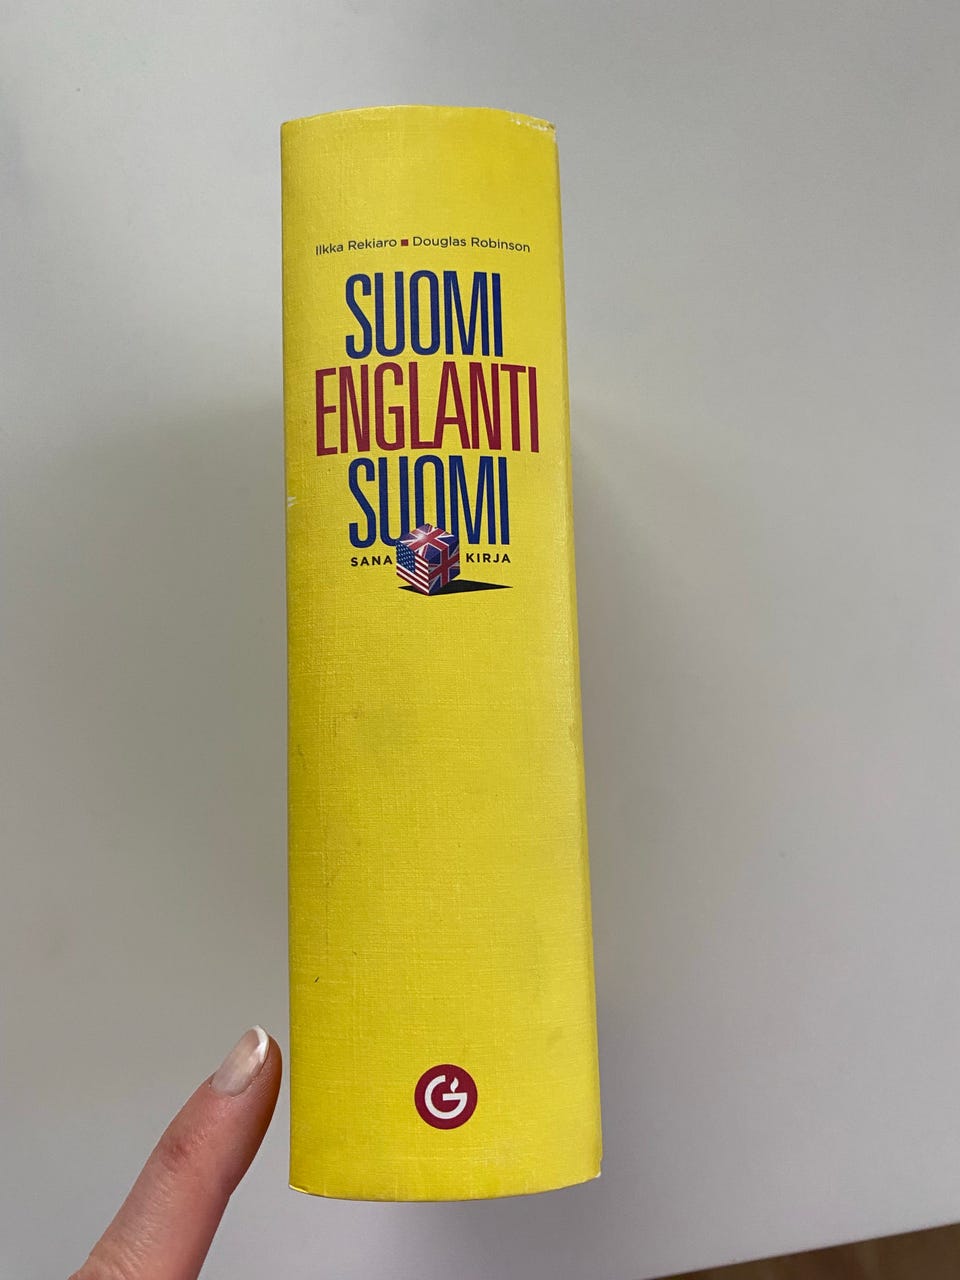 Ilkka Rekiaro ■ Douglas Robinson
SUOMI
ENGLANTI
SUOMI
SANA KIRJA
G